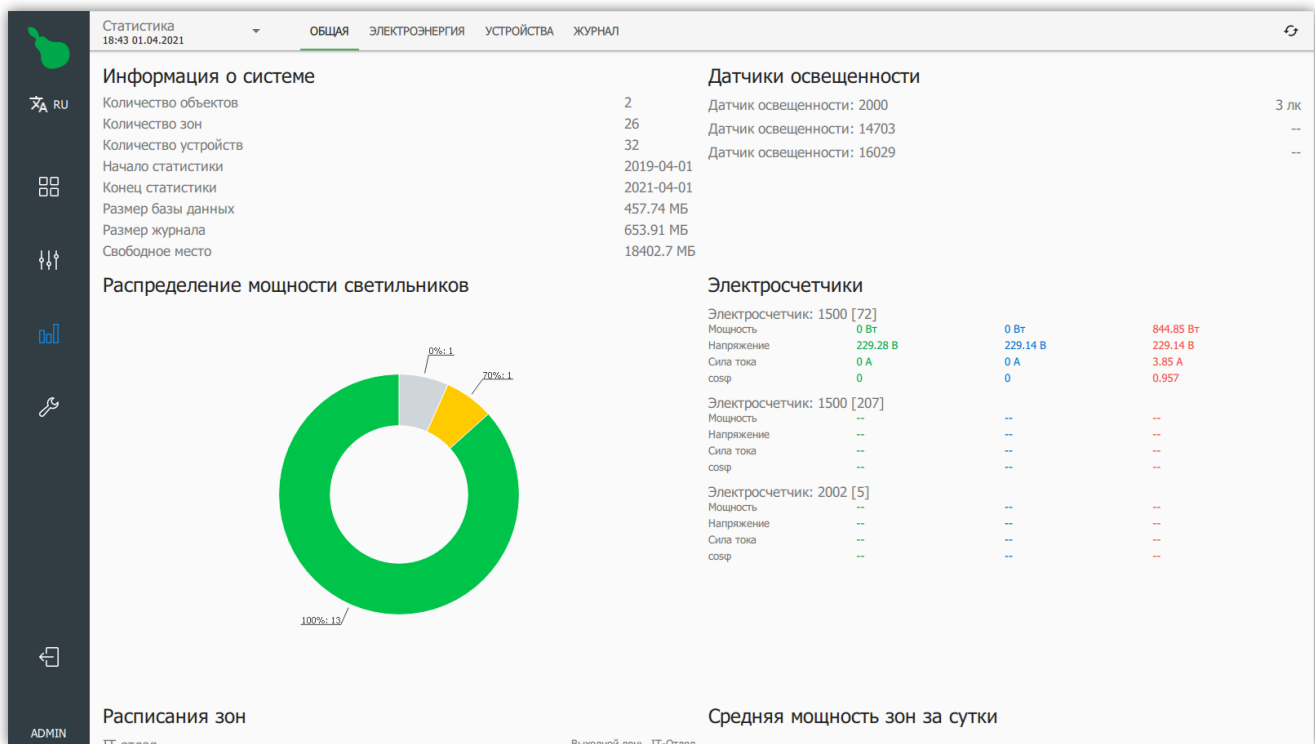 Статистика
18:43 01.04.2021
ОБЩАЯ ЭЛЕКТРОЭНЕРГИЯ УСТРОЙСТВА ЖУРНАЛ
RU
ADMIN
Информация о системе
Количество объектов 2
Количество зон 26
Количество устройств 32
Начало статистики 2019-04-01
Конец статистики 2021-04-01
Размер базы данных 457.74 МБ
Размер журнала 653.91 МБ
Свободное место 18402.7 МБ
Датчики освещенности
Датчик освещенности: 2000 3 лк
Датчик освещенности: 14703 --
Датчик освещенности: 16029 --
Распределение мощности светильников
0%: 1
70%: 1
100%: 13
Электросчетчики
Электросчетчик: 1500 [72]
Мощность 0 Вт 0 Вт 844.85 Вт
Напряжение 229.28 В 229.14 В 229.14 В
Сила тока 0 А 0 А 3.85 А
cosφ 0 0 0.957
Электросчетчик: 1500 [207]
Мощность -- -- --
Напряжение -- -- --
Сила тока -- -- --
cosφ -- -- --
Электросчетчик: 2002 [5]
Мощность -- -- --
Напряжение -- -- --
Сила тока -- -- --
cosφ -- -- --
Расписания зон
IT-отдел Выходной день, IT-Отдел
Средняя мощность зон за сутки